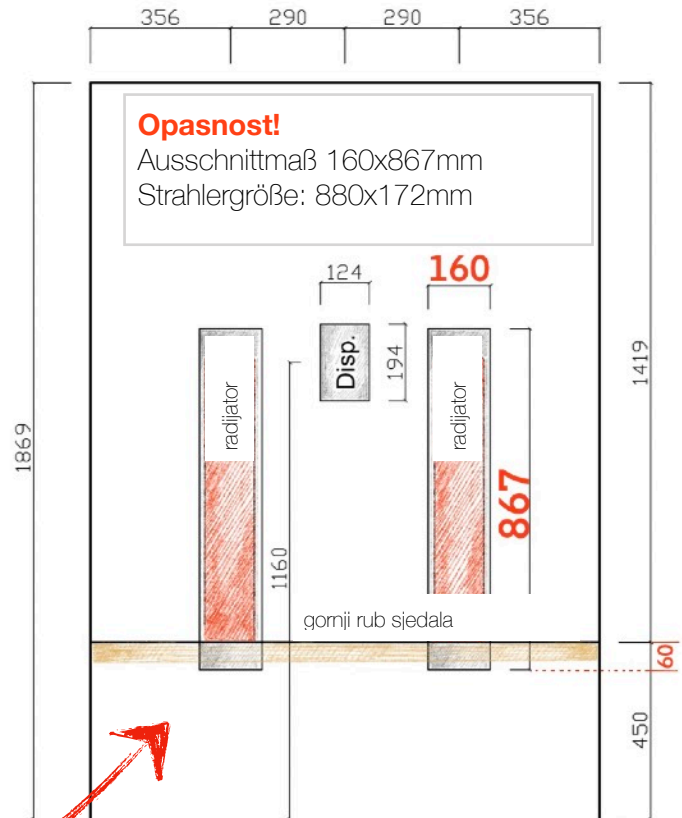 356 290 290 356
Opasnost!
Ausschnittmaß 160x867mm
Strahlergröße: 880x172mm
124
160
Disp.
194
radijator
radijator
1419
1869
867
1160
gornji rub sjedala
60
450